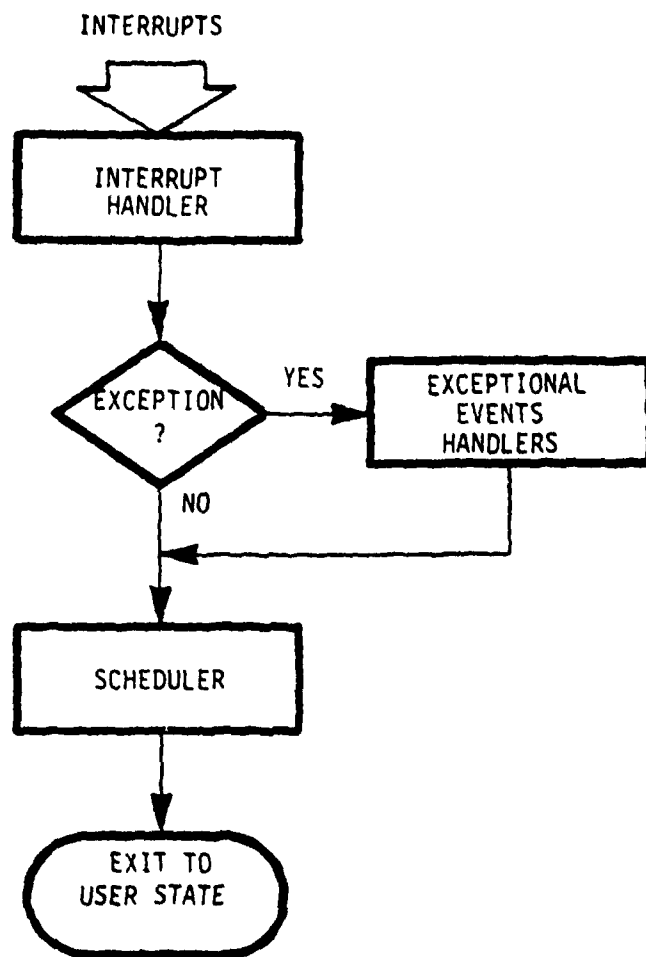 INTERRUPTS
INTERRUPT
HANDLER
EXCEPTION
?
YES
EXCEPTIONAL
EVENTS
HANDLERS
NO
SCHEDULER
EXIT TO
USER STATE